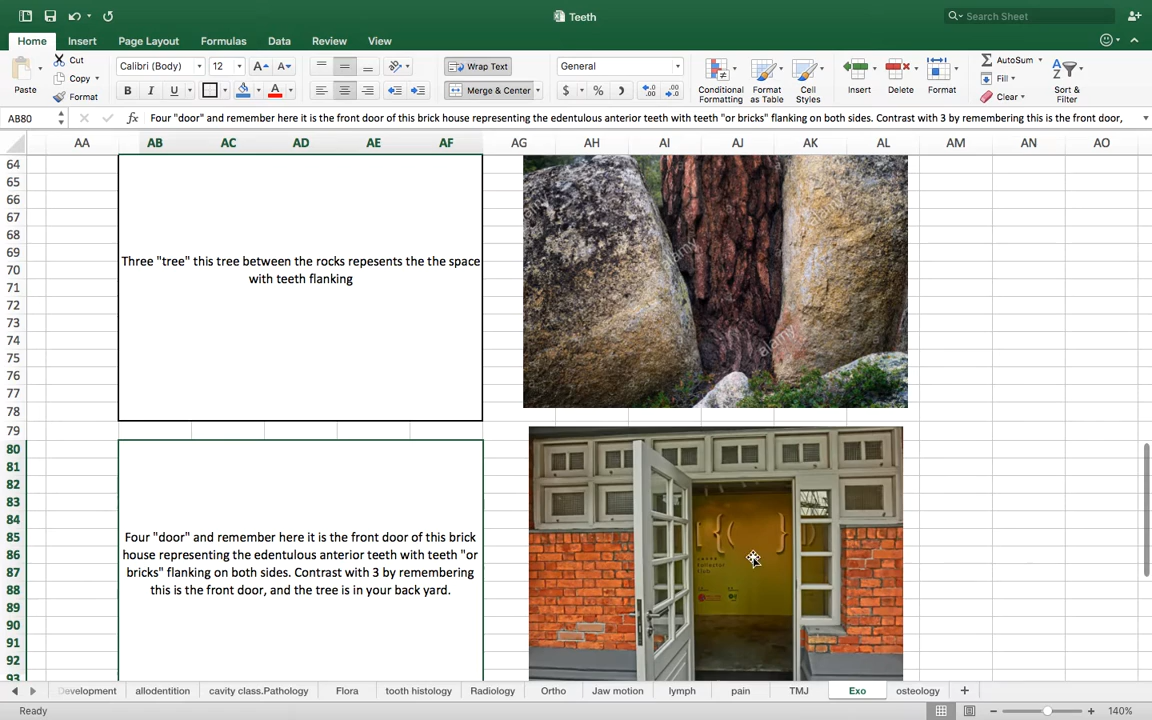 Teeth
Search Sheet
Home Insert Page Layout Formulas Data Review View
Paste
Cut
Copy
Format
Calibri (Body) 12
A A
B I U A
Wrap Text
Merge & Center
General
$ %
Conditional Formatting
Format as Table
Cell Styles
Insert
Delete
Format
AutoSum
Fill
Clear
Sort & Filter
AB80 fx Four "door" and remember here it is the front door of this brick house representing the edentulous anterior teeth with teeth "or bricks" flanking on both sides. Contrast with 3 by remembering this is the front door,
AA AB AC AD AE AF AG AH AI AJ AK AL AM AN AO
64
65
66
67
68
69
70
71
72
73
74
75
76
77
78
79
80
81
82
83
84
85
86
87
88
89
90
91
92
93
Three "tree" this tree between the rocks repesents the the space
with teeth flanking
alamy
alamy
alamy
alamy
Four "door" and remember here it is the front door of this brick
house representing the edentulous anterior teeth with teeth "or
bricks" flanking on both sides. Contrast with 3 by remembering
this is the front door, and the tree is in your back yard.
Development allodentition cavity class.Pathology Flora tooth histology Radiology Ortho Jaw motion lymph pain TMJ Exo osteology
Ready
140%